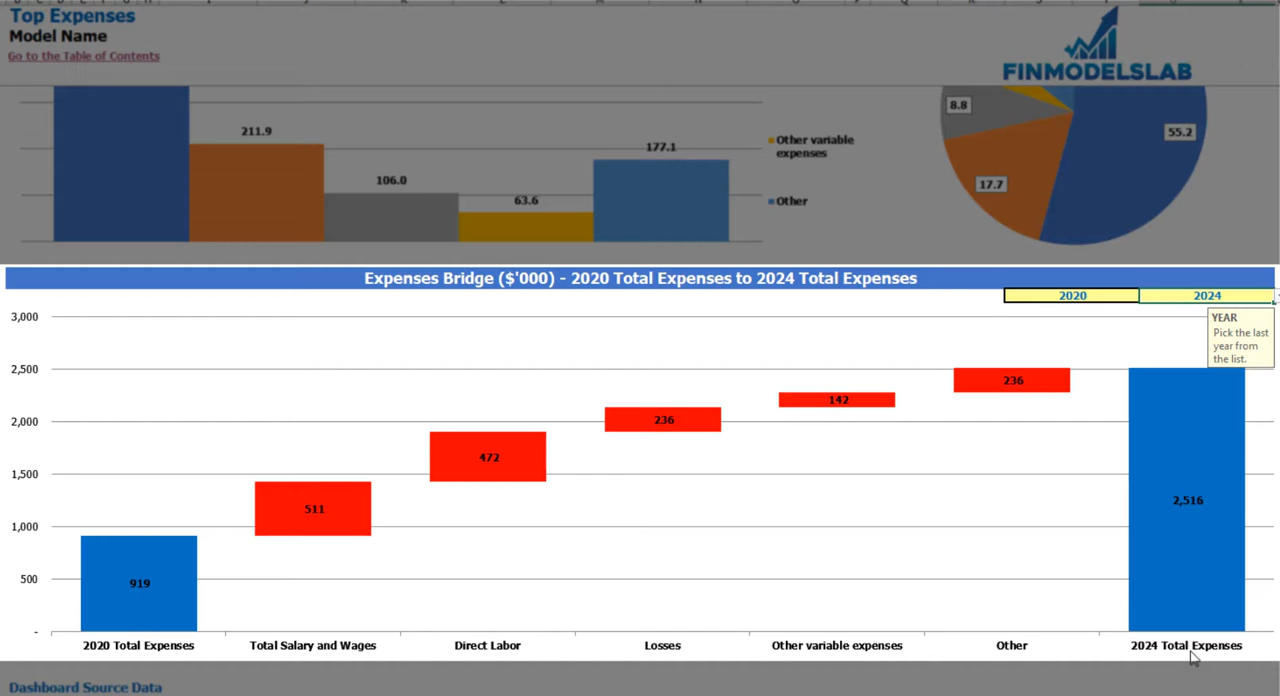 Top Expenses
Model Name
Go to the Table of Contents
FINMODELSLAB
211.9
106.0
63.6
177.1
Other variable
expenses
Other
8.8
55.2
17.7
Expenses Bridge ($'000) - 2020 Total Expenses to 2024 Total Expenses
2020 2024
YEAR
Pick the last
year from
the list.
3,000
2,500
2,000
1,500
1,000
500
-
919
511
472
236
142
236
2,516
2020 Total Expenses Total Salary and Wages Direct Labor Losses Other variable expenses Other 2024 Total Expenses
Dashboard Source Data